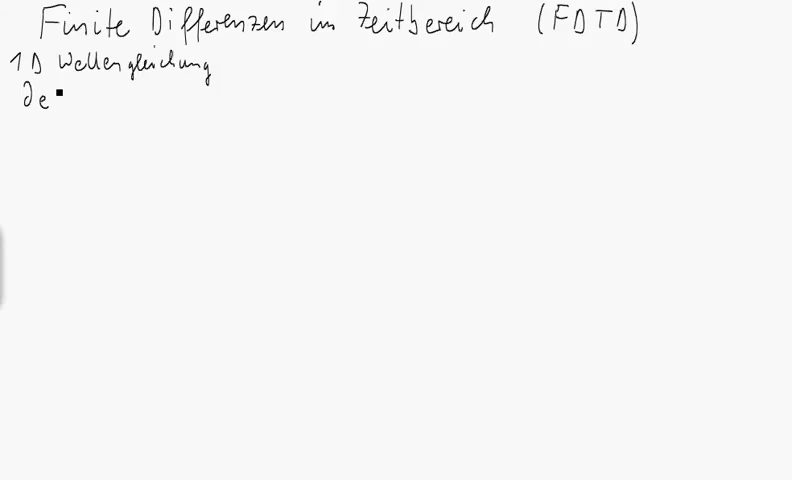 Finite Differenzen im Zeitbereich (FDTD)
1D Wellengleichung
∂e